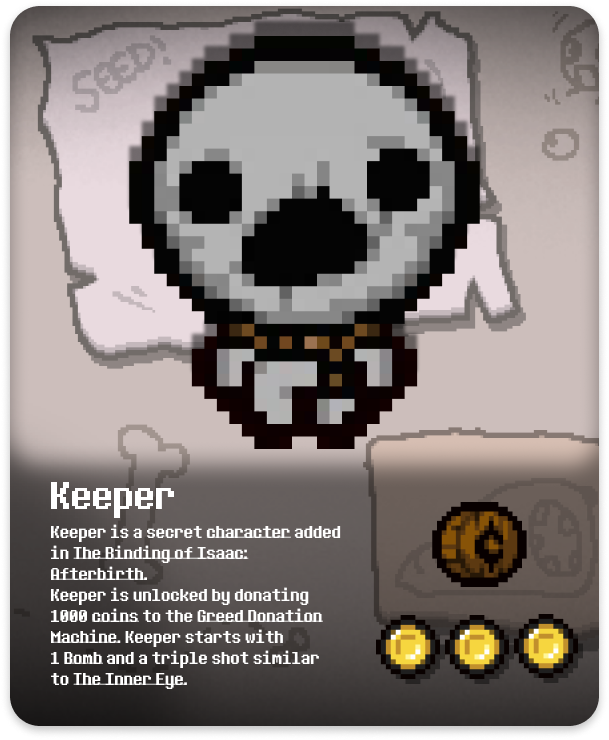 SEED!
Keeper
Keeper is a secret character added
in The Binding of Isaac:
Afterbirth.
Keeper is unlocked by donating
1000 coins to the Greed Donation
Machine. Keeper starts with
1 Bomb and a triple shot similar
to The Inner Eye.